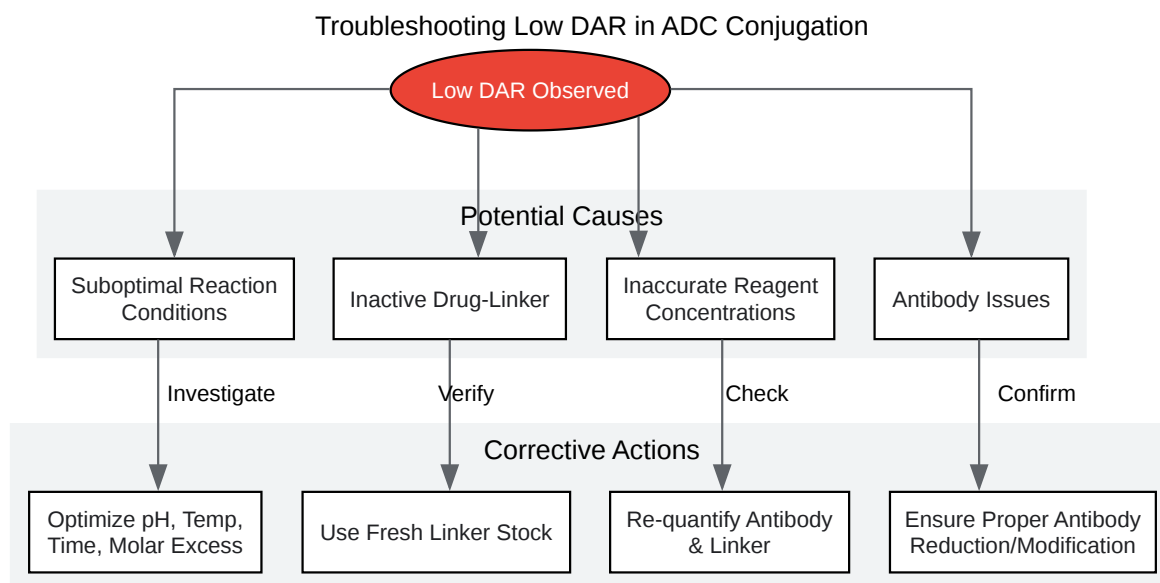 Troubleshooting Low DAR in ADC Conjugation
Low DAR Observed
Potential Causes
Suboptimal Reaction
Conditions
Inactive Drug-Linker
Inaccurate Reagent
Concentrations
Antibody Issues
Investigate
Verify
Check
Confirm
Corrective Actions
Optimize pH, Temp,
Time, Molar Excess
Use Fresh Linker Stock
Re-quantify Antibody
& Linker
Ensure Proper Antibody
Reduction/Modification